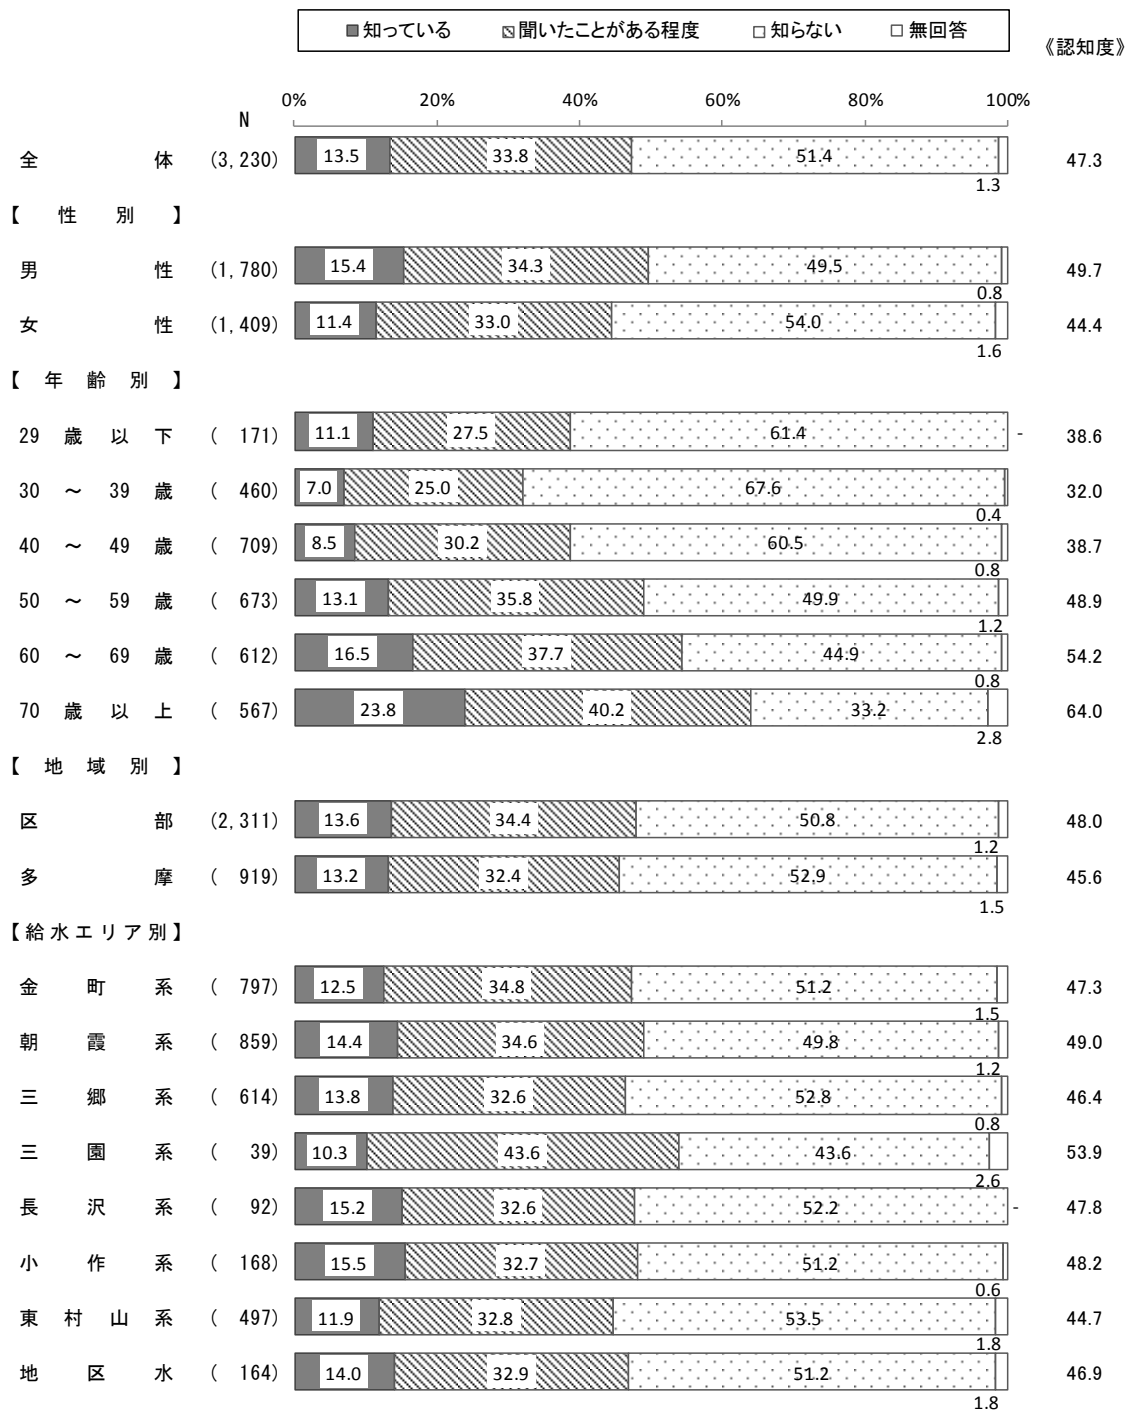 知っている 聞いたことがある程度 知らない 無回答
《認知度》
0% 20% 40% 60% 80% 100%
N
全体 (3,230) 13.5 33.8 51.4 1.3 47.3
【性別】
男性 (1,780) 15.4 34.3 49.5 0.8 49.7
女性 (1,409) 11.4 33.0 54.0 1.6 44.4
【年齢別】
29歳以下 (171) 11.1 27.5 61.4 - 38.6
30～39歳 (460) 7.0 25.0 67.6 0.4 32.0
40～49歳 (709) 8.5 30.2 60.5 0.8 38.7
50～59歳 (673) 13.1 35.8 49.9 1.2 48.9
60～69歳 (612) 16.5 37.7 44.9 0.8 54.2
70歳以上 (567) 23.8 40.2 33.2 2.8 64.0
【地域別】
区部 (2,311) 13.6 34.4 50.8 1.2 48.0
多摩 (919) 13.2 32.4 52.9 1.5 45.6
【給水エリア別】
金町系 (797) 12.5 34.8 51.2 1.5 47.3
朝霞系 (859) 14.4 34.6 49.8 1.2 49.0
三郷系 (614) 13.8 32.6 52.8 0.8 46.4
三園系 (39) 10.3 43.6 43.6 2.6 53.9
長沢系 (92) 15.2 32.6 52.2 - 47.8
小作系 (168) 15.5 32.7 51.2 0.6 48.2
東村山系 (497) 11.9 32.8 53.5 1.8 44.7
地区水 (164) 14.0 32.9 51.2 1.8 46.9